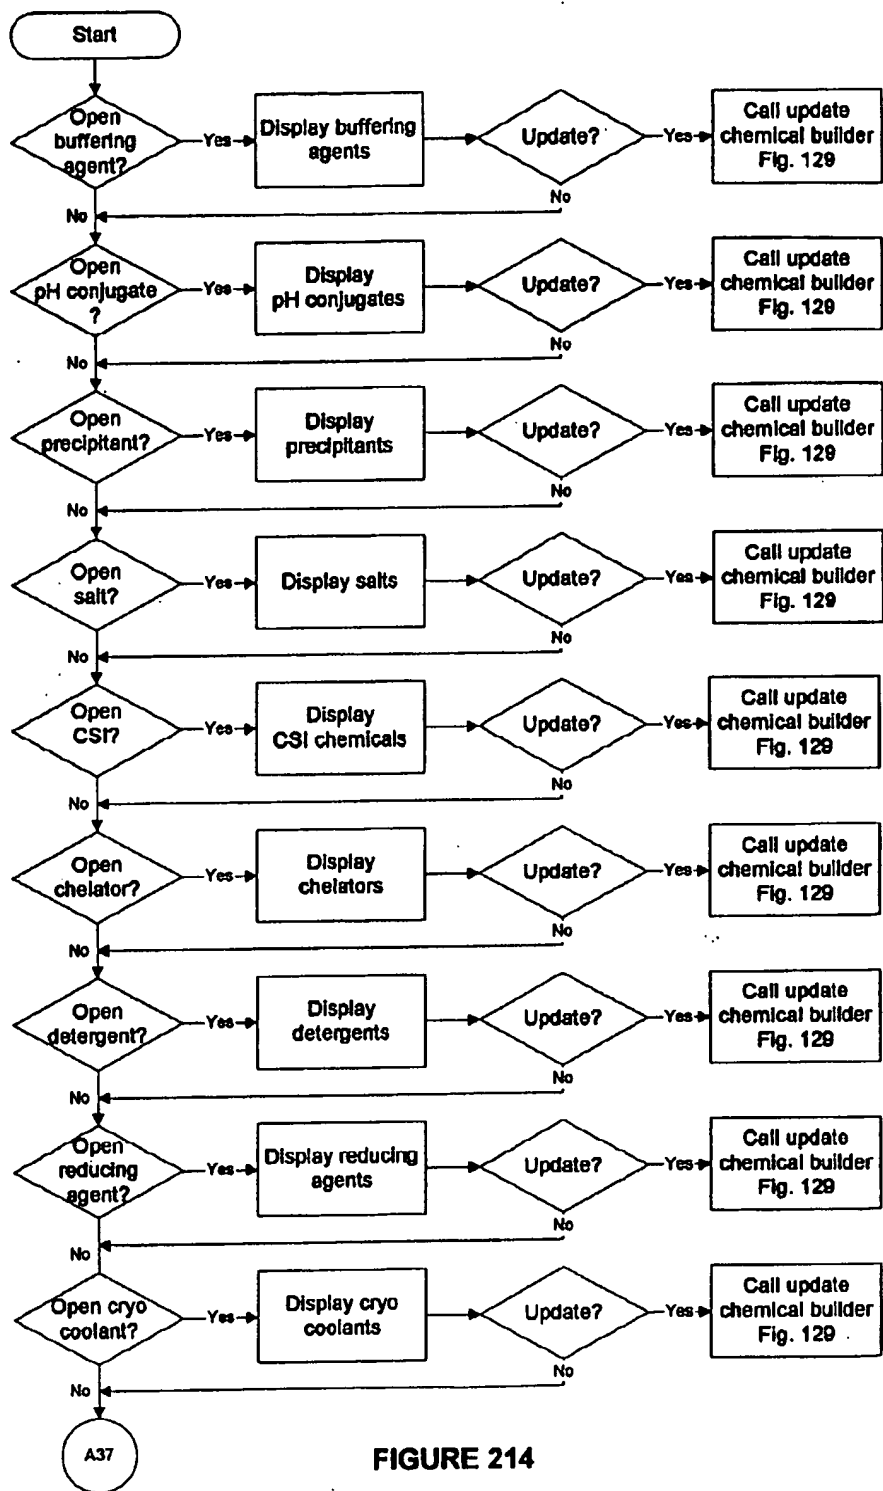 Start
Open
buffering
agent?
Yes
Display buffering
agents
Update?
Yes
Call update
chemical builder
Fig. 129
No
No
Open
pH conjugate
?
Yes
Display
pH conjugates
Update?
Yes
Call update
chemical builder
Fig. 129
No
No
Open
precipitant?
Yes
Display
precipitants
Update?
Yes
Call update
chemical builder
Fig. 129
No
No
Open
salt?
Yes
Display salts
Update?
Yes
Call update
chemical builder
Fig. 129
No
No
Open
CSI?
Yes
Display
CSI chemicals
Update?
Yes
Call update
chemical builder
Fig. 129
No
No
Open
chelator?
Yes
Display
chelators
Update?
Yes
Call update
chemical builder
Fig. 129
No
No
Open
detergent?
Yes
Display
detergents
Update?
Yes
Call update
chemical builder
Fig. 129
No
No
Open
reducing
agent?
Yes
Display reducing
agents
Update?
Yes
Call update
chemical builder
Fig. 129
No
No
Open cryo
coolant?
Yes
Display cryo
coolants
Update?
Yes
Call update
chemical builder
Fig. 129
No
No
A37
FIGURE 214